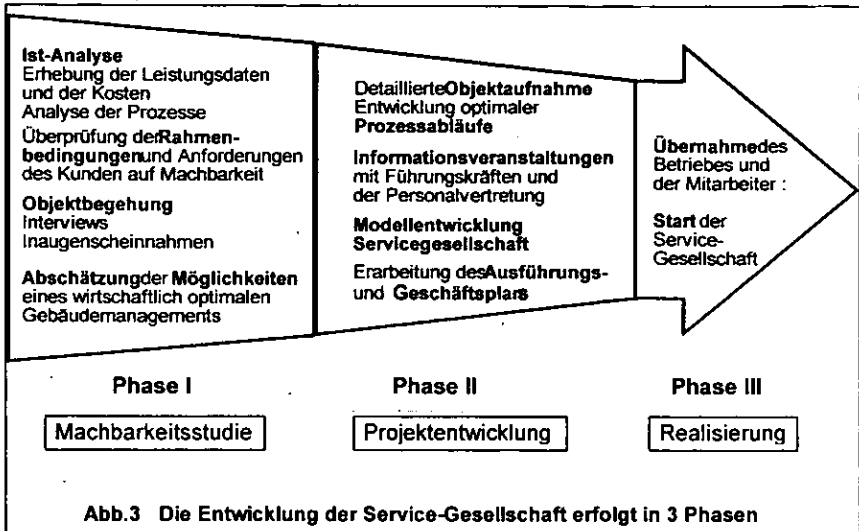 Ist-Analyse
Erhebung der Leistungsdaten
und der Kosten
Analyse der Prozesse
Überprüfung derRahmen-
bedingungenund Anforderungen
des Kunden auf Machbarkeit
Objektbegehung
Interviews
Inaugenscheinnahmen
Abschätzungder Möglichkeiten
eines wirtschaftlich optimalen
Gebäudemanagements
DetaillierteObjektaufnahme
Entwicklung optimaler
Prozessabläufe
Informationsveranstaltungen
mit Führungskräften und
der Personalvertretung
Modellentwicklung
Servicegesellschaft
Erarbeitung desAusführungs-
und Geschäftsplans
Übernahmedes
Betriebes und
der Mitarbeiter :
Start der
Service-
Gesellschaft
Phase I
Phase II
Phase III
Machbarkeitsstudie
Projektentwicklung
Realisierung
Abb.3 Die Entwicklung der Service-Gesellschaft erfolgt in 3 Phasen